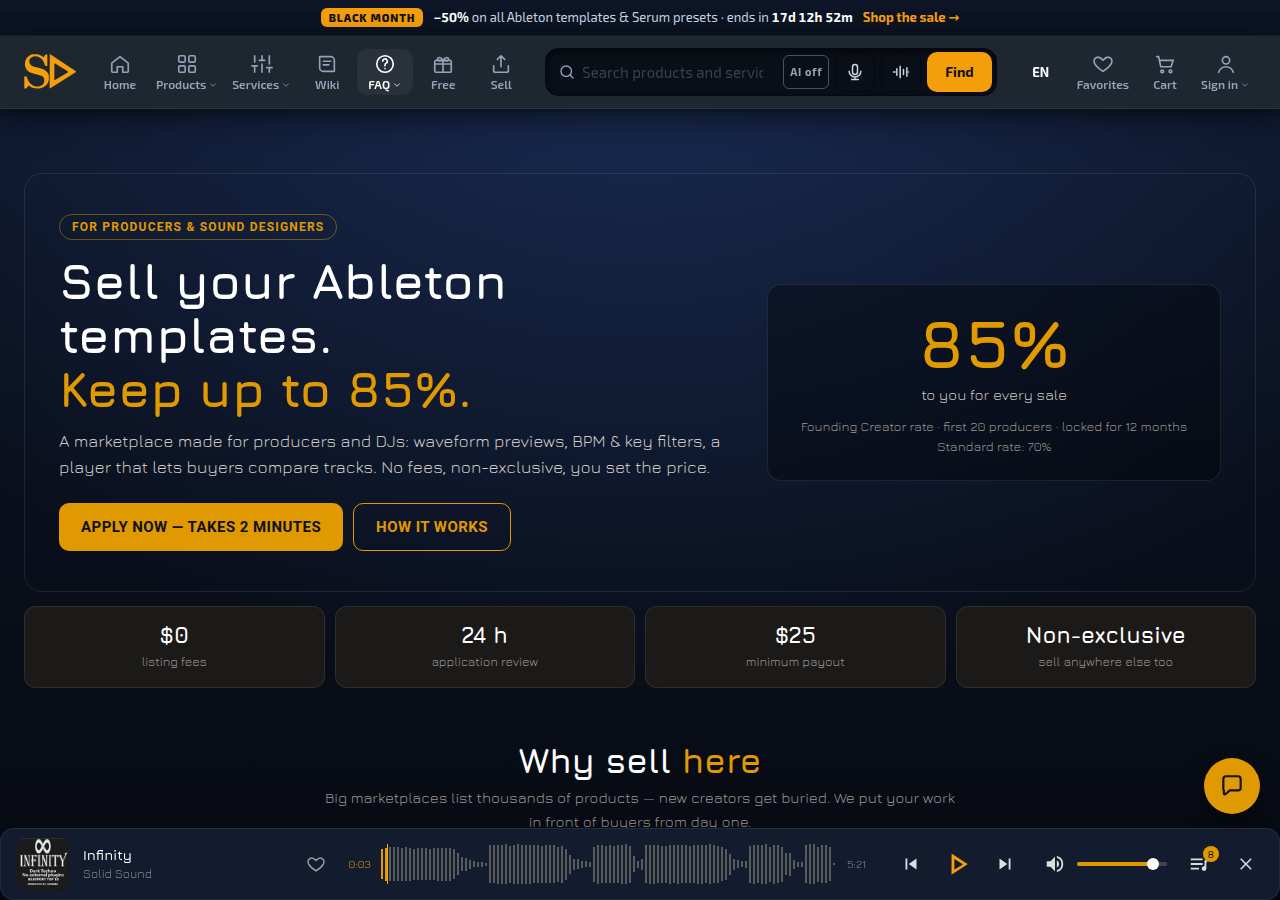 BLACK MONTH −50% on all Ableton templates & Serum presets · ends in 17d 12h 52m Shop the sale →
SD
Home Products Services Wiki FAQ Free Sell
Search products and servic AI off Find EN
Favorites Cart Sign in
FOR PRODUCERS & SOUND DESIGNERS
Sell your Ableton
templates.
Keep up to 85%.
A marketplace made for producers and DJs: waveform previews, BPM & key filters, a
player that lets buyers compare tracks. No fees, non-exclusive, you set the price.
APPLY NOW — TAKES 2 MINUTES HOW IT WORKS
85%
to you for every sale
Founding Creator rate · first 20 producers · locked for 12 months
Standard rate: 70%
$0
listing fees
24 h
application review
$25
minimum payout
Non-exclusive
sell anywhere else too
Why sell here
Big marketplaces list thousands of products — new creators get buried. We put your work
in front of buyers from day one.
INFINITY
Infinity
Solid Sound
0:03 5:21 8